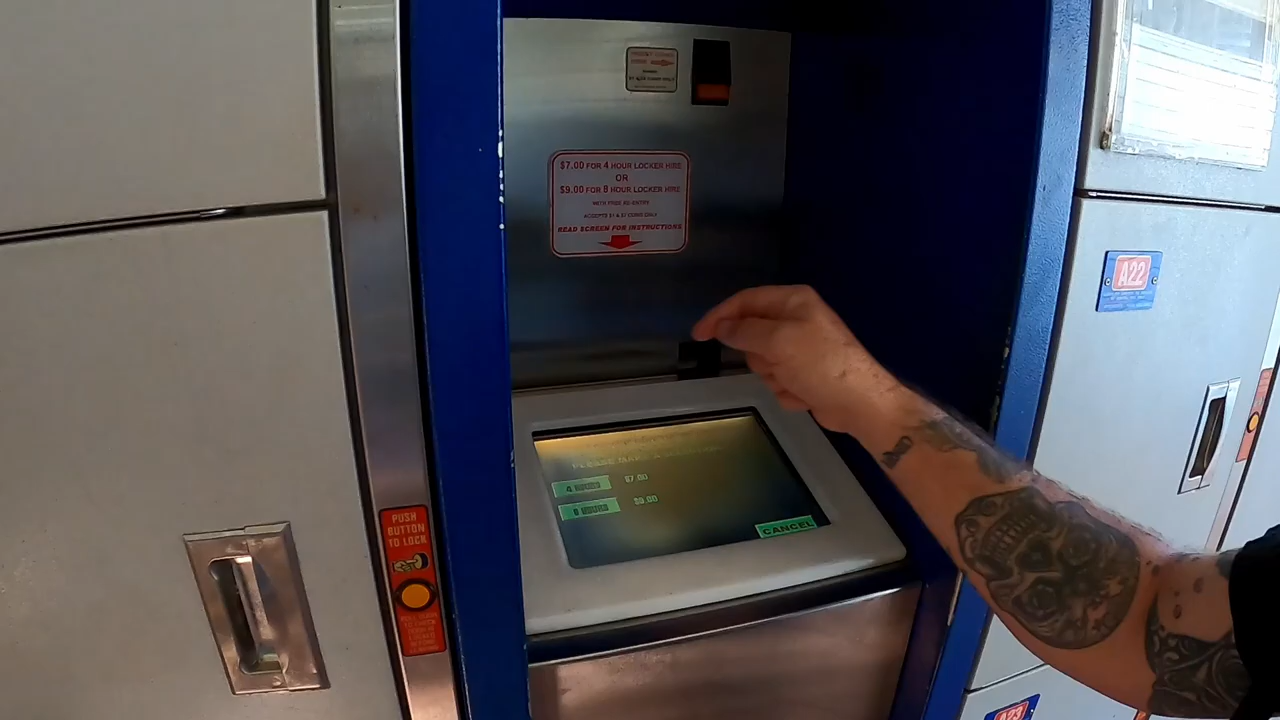 $7.00 FOR 4 HOUR LOCKER HIRE
OR
$9.00 FOR 8 HOUR LOCKER HIRE
WITH FREE RE-ENTRY
ACCEPTS $1 & $2 COINS ONLY
READ SCREEN FOR INSTRUCTIONS
PLEASE MAKE A SELECTION
4 HOURS $7.00
8 HOURS $9.00
CANCEL
PUSH
BUTTON
TO LOCK
A22
A23